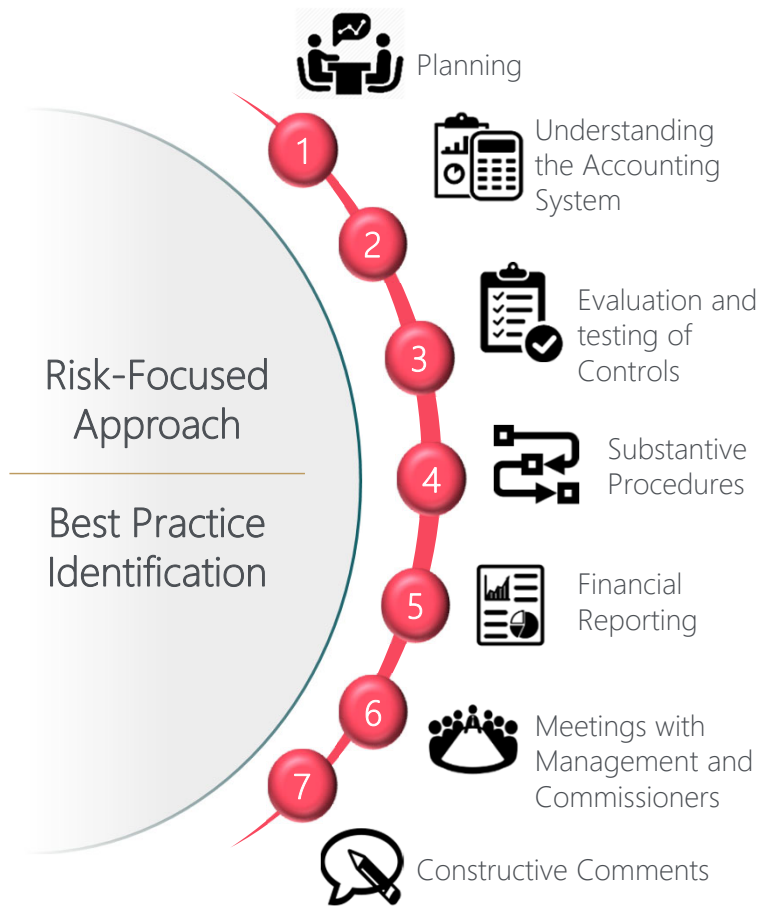 Risk-Focused
Approach
Best Practice
Identification
1
Planning
2
Understanding
the Accounting
System
3
Evaluation and
testing of
Controls
4
Substantive
Procedures
5
Financial
Reporting
6
Meetings with
Management and
Commissioners
7
Constructive Comments